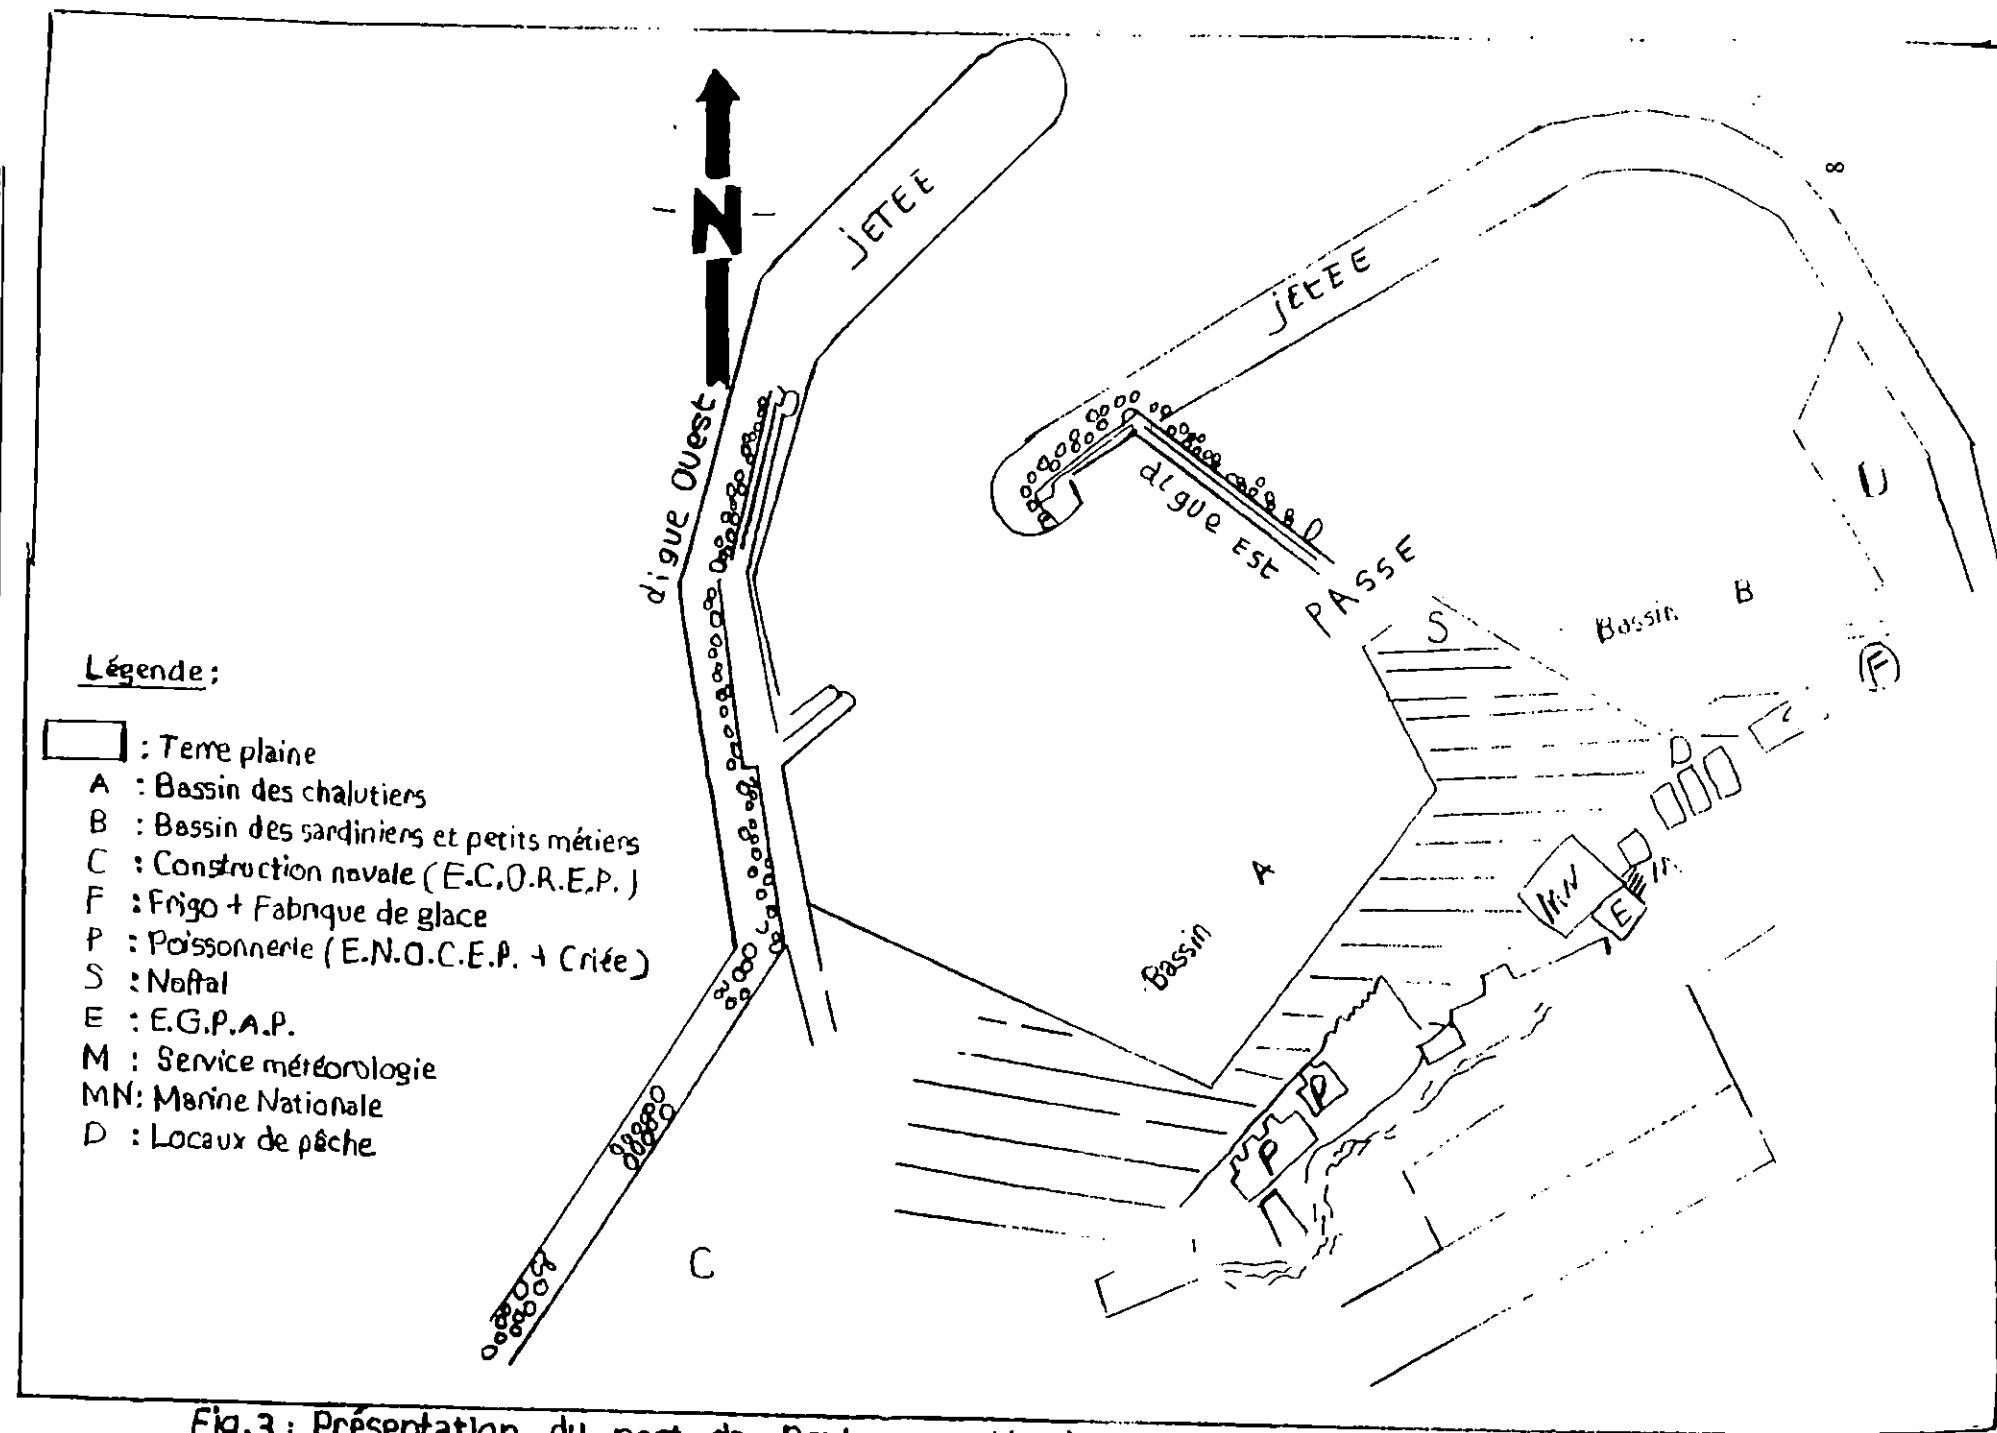 N
jETEE
jEtEE
digue Ouest
digue Est
PASSE
S
Bassin B
U
F
D
MN
E
Bassin A
P
P
C
Légende:
: Terre plaine
A : Bassin des chalutiers
B : Bassin des sardiniers et petits métiers
C : Construction navale (E.C.O.R.E.P.)
F : Frigo + Fabrique de glace
P : Poissonnerie (E.N.O.C.E.P. + Criée)
S : Naftal
E : E.G.P.A.P.
M : Service météorologie
MN: Marine Nationale
D : Locaux de pêche
Fig.3: Présentation du port de